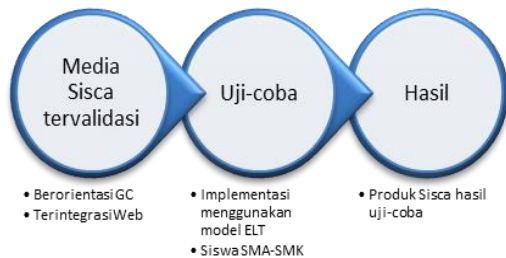 Media
Sisca
tervalidasi
Uji-coba
Hasil
• Berorientasi GC
• Terintegrasi Web
• Implementasi
menggunakan
model ELT
• Siswa SMA-SMK
• Produk Sisca hasil
uji-coba